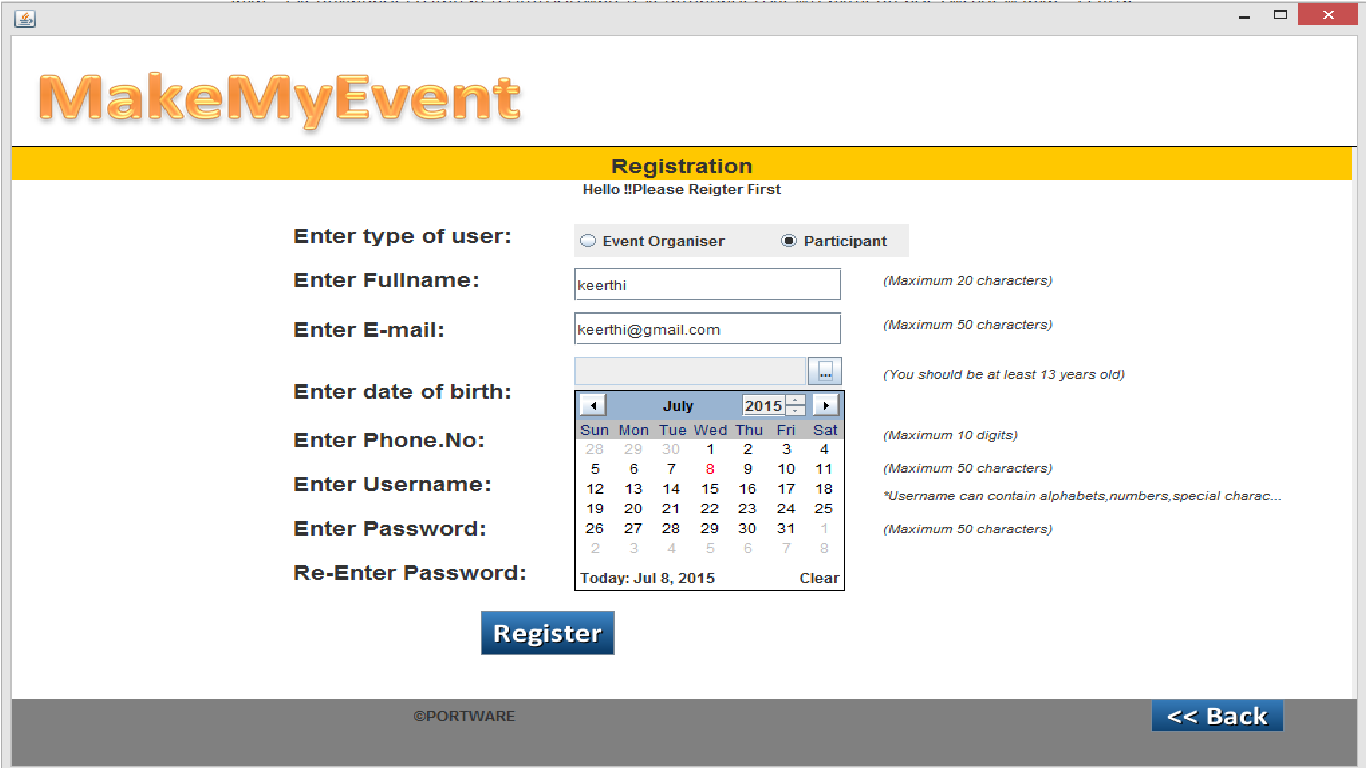 MakeMyEvent
Registration
Hello !!Please Reigter First
Enter type of user: Event Organiser Participant
Enter Fullname: keerthi (Maximum 20 characters)
Enter E-mail: keerthi@gmail.com (Maximum 50 characters)
... (You should be at least 13 years old)
Enter date of birth:
July 2015
Sun Mon Tue Wed Thu Fri Sat
28 29 30 1 2 3 4
5 6 7 8 9 10 11
12 13 14 15 16 17 18
19 20 21 22 23 24 25
26 27 28 29 30 31 1
2 3 4 5 6 7 8
Today: Jul 8, 2015 Clear
Enter Phone.No: (Maximum 10 digits)
(Maximum 50 characters)
Enter Username:
*Username can contain alphabets,numbers,special charac...
Enter Password: (Maximum 50 characters)
Re-Enter Password:
Register
©PORTWARE
<< Back